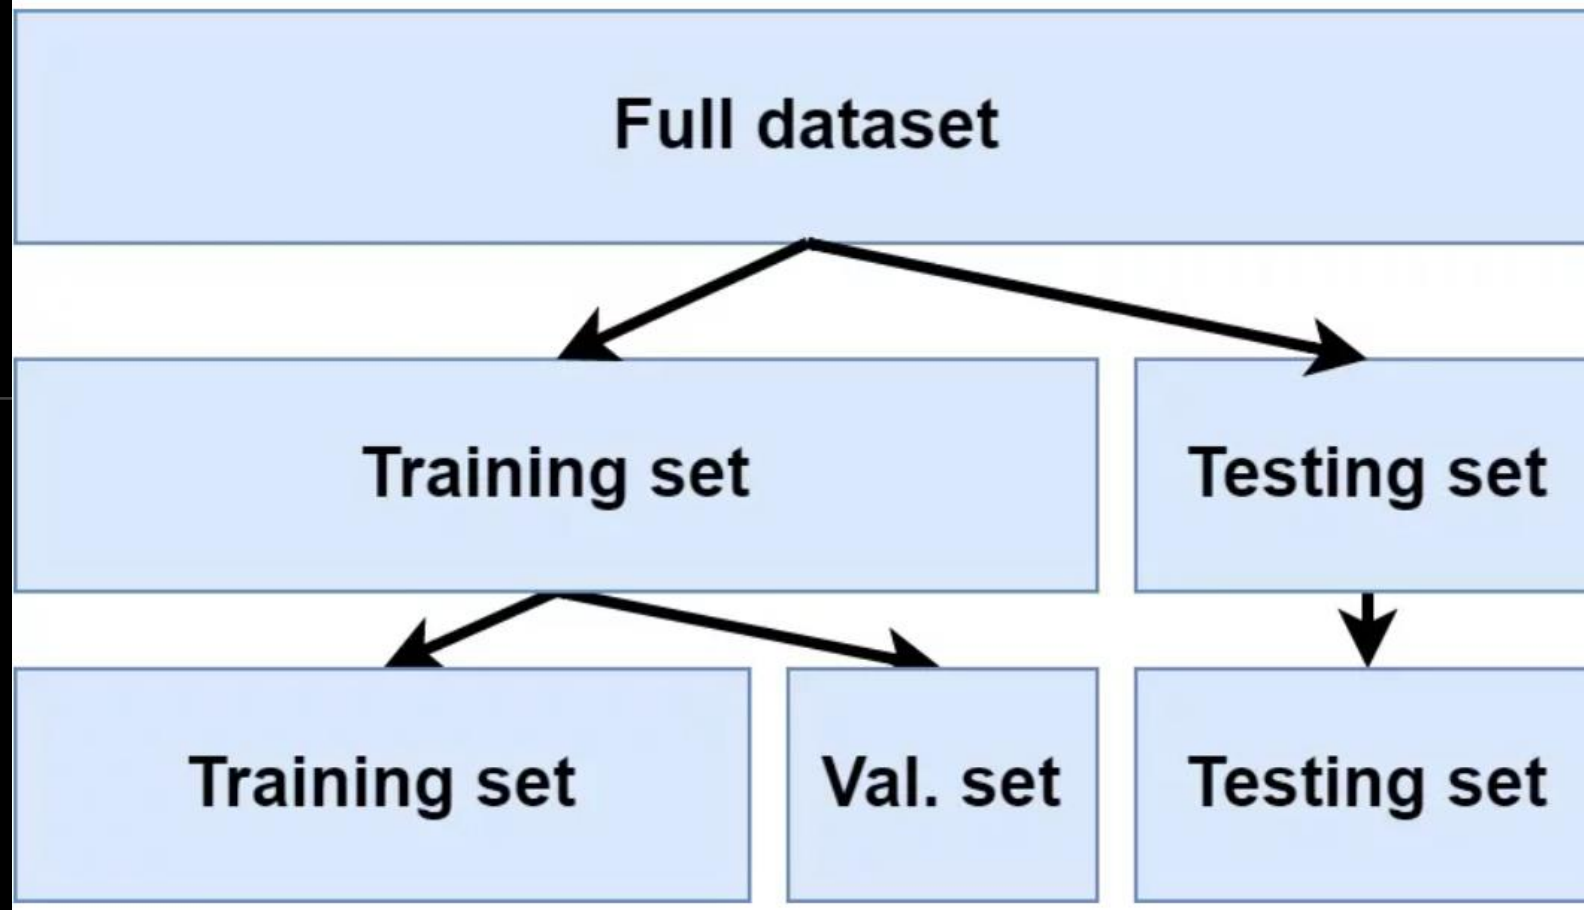 Full dataset
Training set
Testing set
Training set
Val. set
Testing set